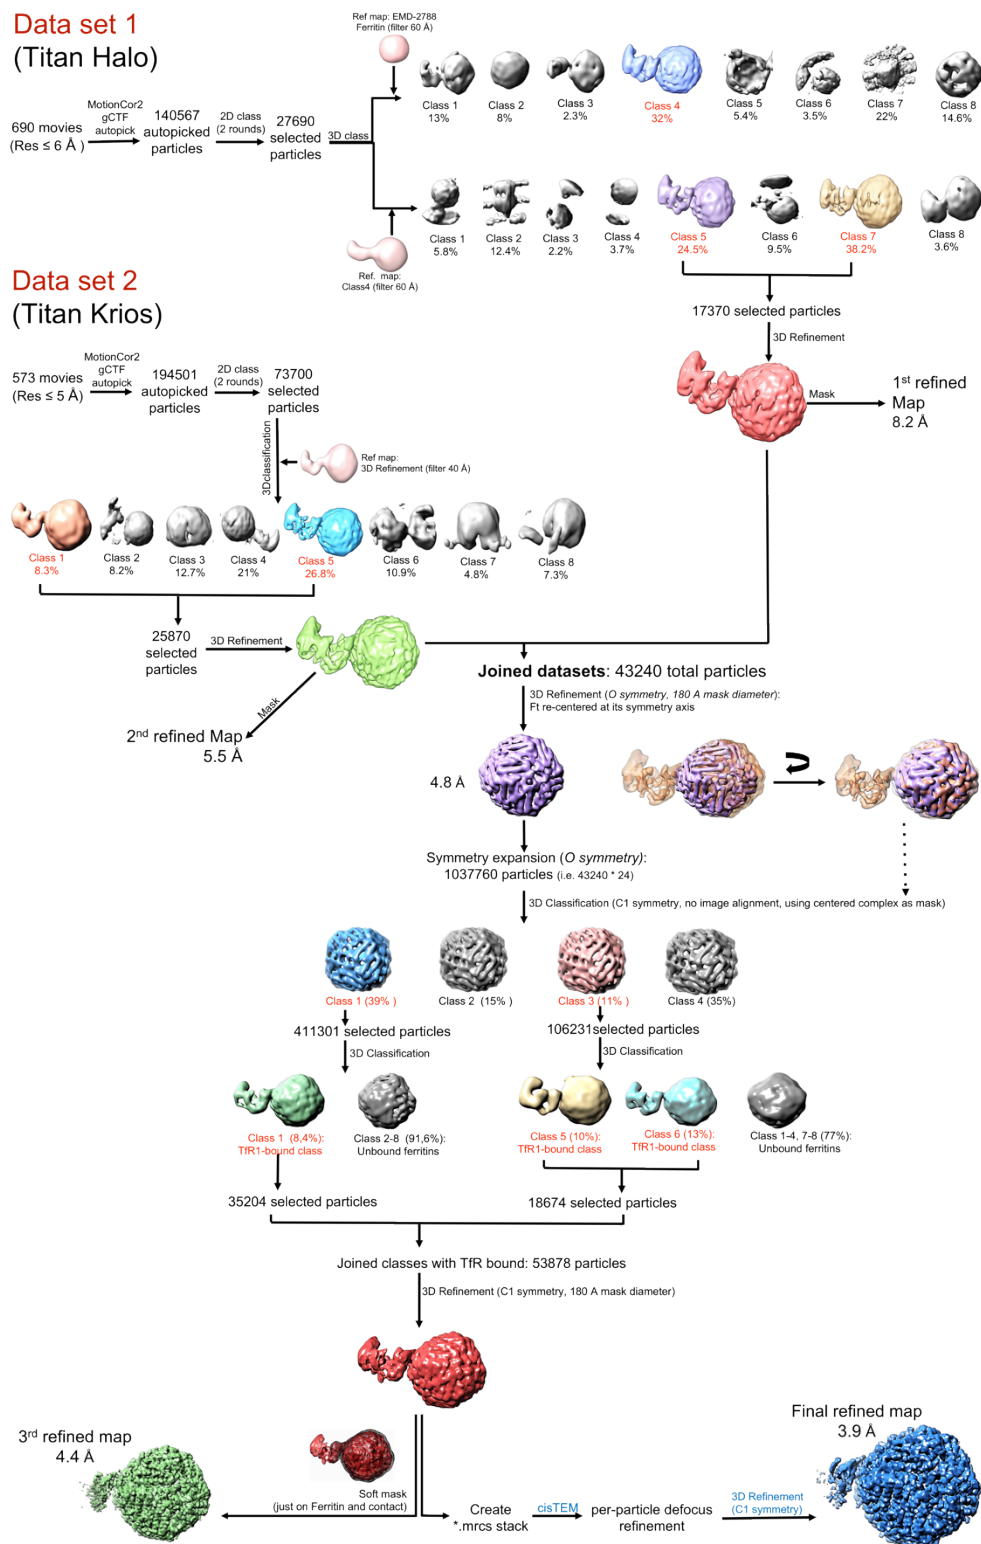 Data set 1
(Titan Halo)
Ref map: EMD-2788
Ferritin (filter 60 Å)
690 movies
(Res ≤ 6 Å )
MotionCor2
gCTF
autopick
140567
autopicked
particles
2D class
(2 rounds)
27690
selected
particles
3D class
Class 1
13%
Class 2
8%
Class 3
2.3%
Class 4
32%
Class 5
5.4%
Class 6
3.5%
Class 7
22%
Class 8
14.6%
Class 1
5.8%
Class 2
12.4%
Class 3
2.2%
Class 4
3.7%
Class 5
24.5%
Class 6
9.5%
Class 7
38.2%
Class 8
3.6%
Ref. map:
Class4 (filter 60 Å)
17370 selected particles
3D Refinement
Mask
1st refined
Map
8.2 Å
Data set 2
(Titan Krios)
573 movies
(Res ≤ 5 Å)
MotionCor2
gCTF
autopick
194501
autopicked
particles
2D class
(2 rounds)
73700
selected
particles
3Dclassification
Ref map:
3D Refinement (filter 40 Å)
Class 1
8.3%
Class 2
8.2%
Class 3
12.7%
Class 4
21%
Class 5
26.8%
Class 6
10.9%
Class 7
4.8%
Class 8
7.3%
25870
selected
particles
3D Refinement
Mask
2nd refined Map
5.5 Å
Joined datasets: 43240 total particles
3D Refinement (O symmetry, 180 A mask diameter):
Ft re-centered at its symmetry axis
4.8 Å
Symmetry expansion (O symmetry):
1037760 particles (i.e. 43240 * 24)
3D Classification (C1 symmetry, no image alignment, using centered complex as mask)
Class 1 (39% )
Class 2 (15% )
Class 3 (11% )
Class 4 (35%)
411301 selected particles
3D Classification
106231selected particles
3D Classification
Class 1 (8,4%):
TfR1-bound class
Class 2-8 (91,6%):
Unbound ferritins
Class 5 (10%):
TfR1-bound class
Class 6 (13%):
TfR1-bound class
Class 1-4, 7-8 (77%):
Unbound ferritins
35204 selected particles
18674 selected particles
Joined classes with TfR bound: 53878 particles
3D Refinement (C1 symmetry, 180 A mask diameter)
3rd refined map
4.4 Å
Soft mask
(just on Ferritin and contact)
Create
*.mrcs stack
cisTEM
per-particle defocus
refinement
3D Refinement
(C1 symmetry)
Final refined map
3.9 Å